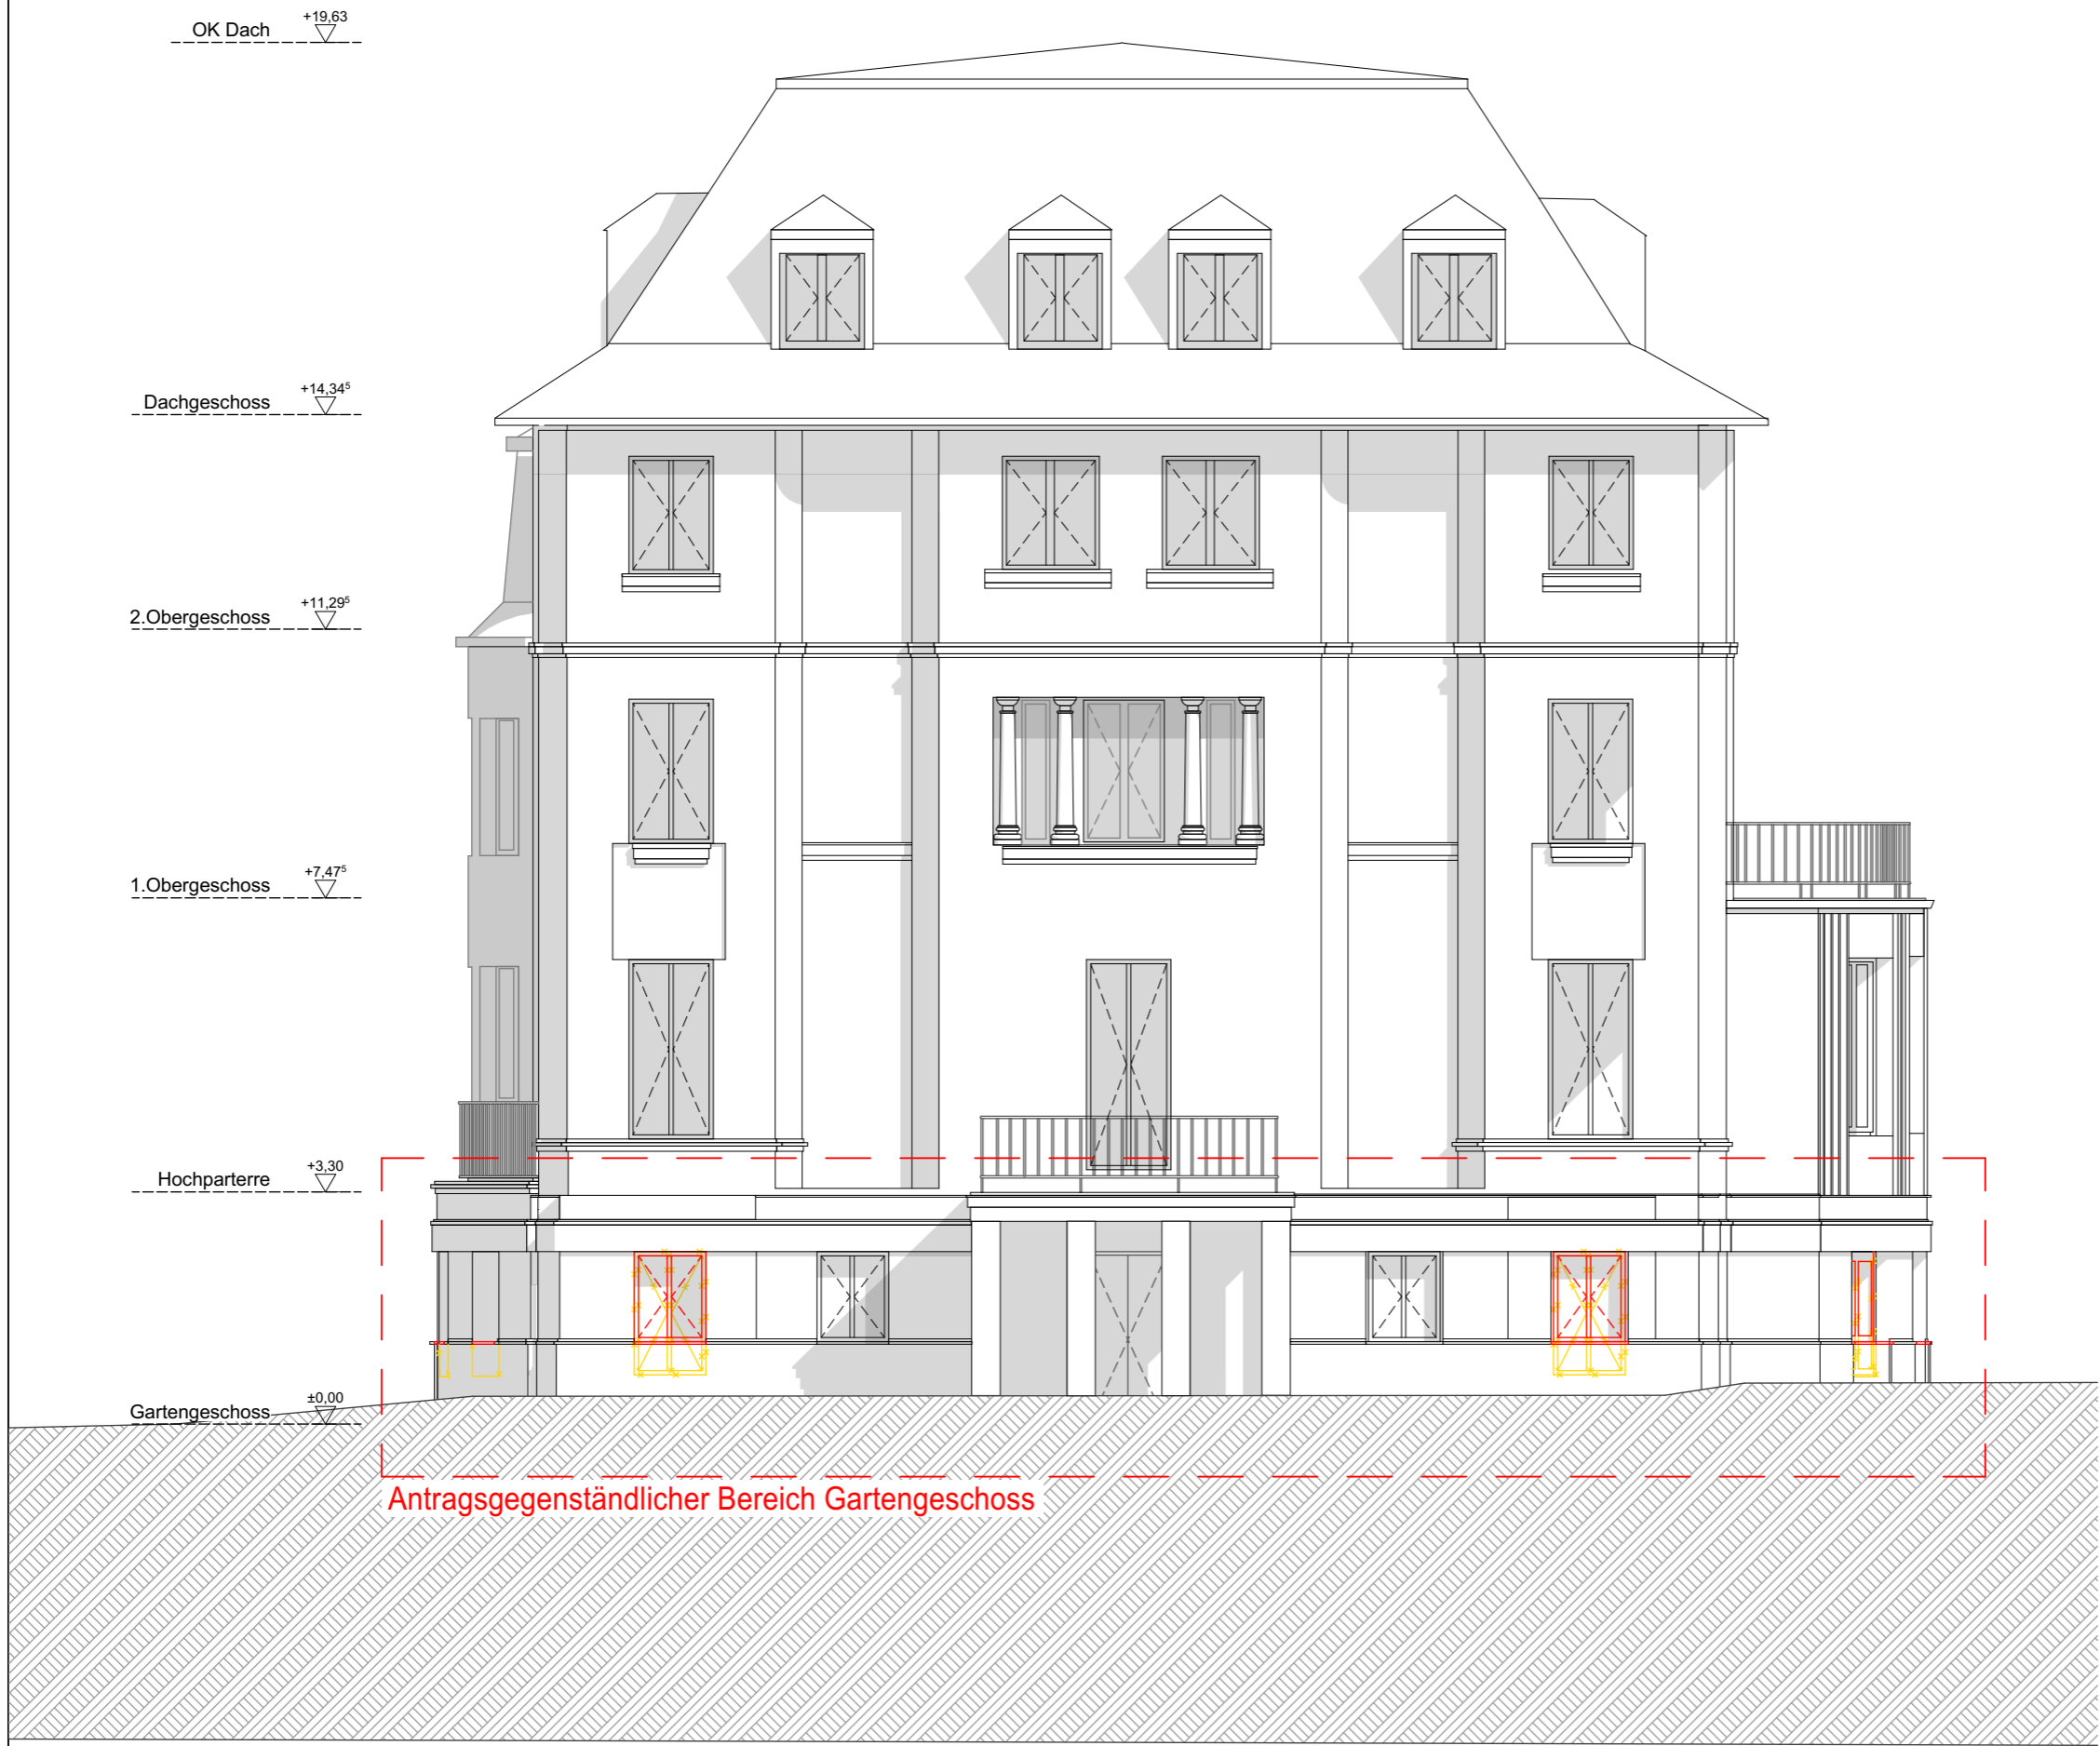 OK Dach +19,63
Dachgeschoss +14,34⁵
2.Obergeschoss +11,29⁵
1.Obergeschoss +7,47⁵
Hochparterre +3,30
Gartengeschoss ±0,00
Antragsgegenständlicher Bereich Gartengeschoss